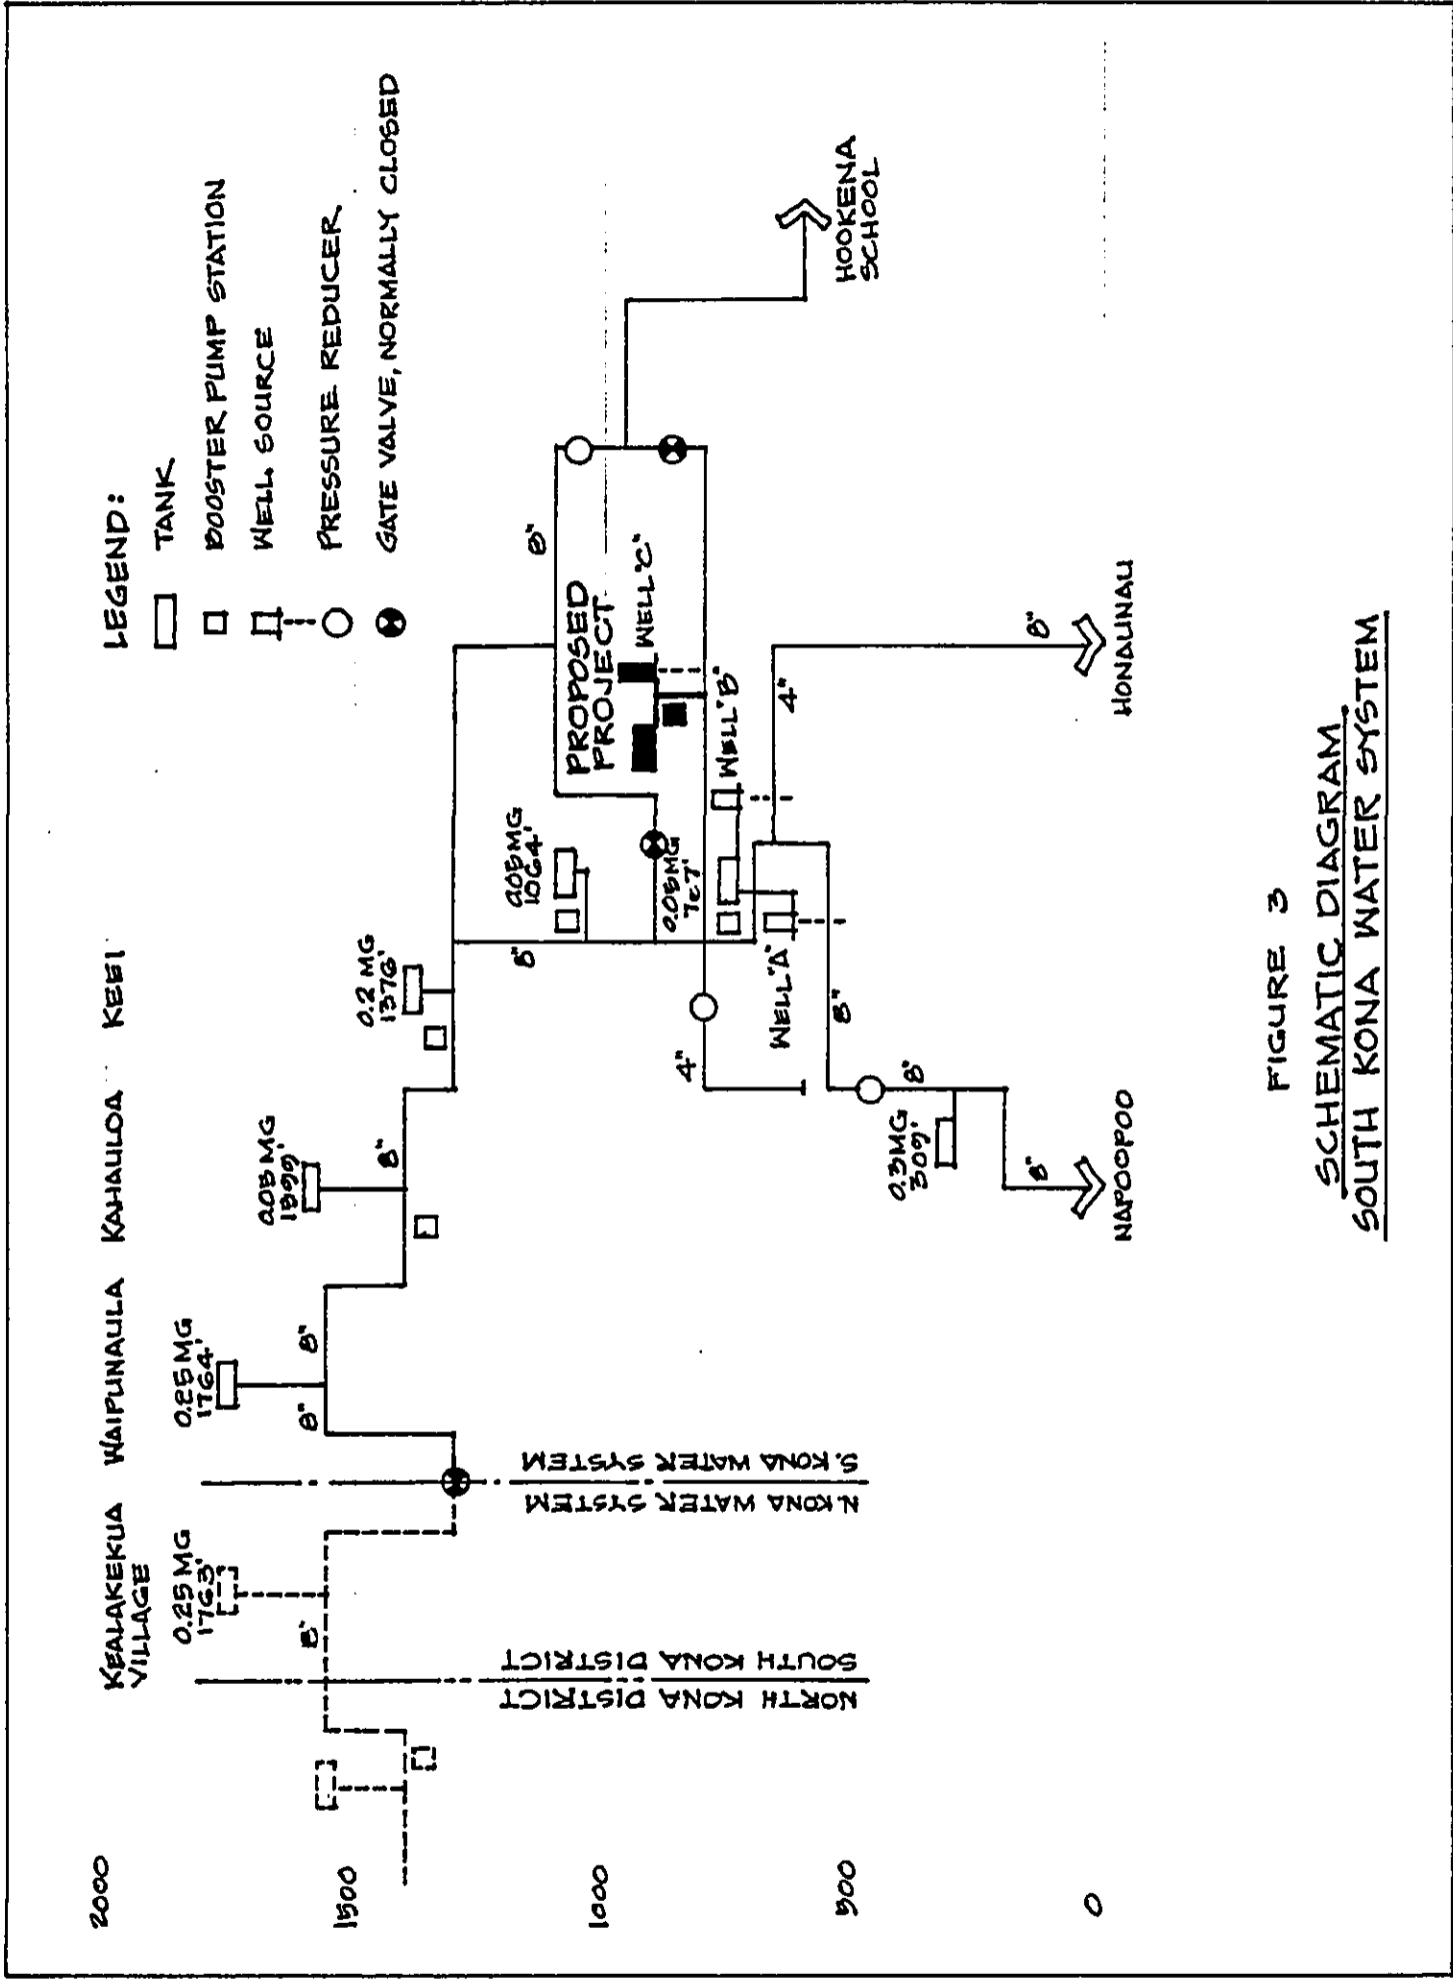 2000
1500
1000
500
0
KEALAKEKUA
VILLAGE
WAIPUNAULA
KAHAULOA
KEEI
LEGEND:
TANK
BOOSTER PUMP STATION
WELL SOURCE
PRESSURE REDUCER
GATE VALVE, NORMALLY CLOSED
0.25 MG
1763'
8"
0.25 MG
1764'
8"
8"
0.05 MG
8"
0.2 MG
1376'
8"
0.05 MG
1064'
0.05 MG
PROPOSED
PROJECT
WELL "C"
WELL "B"
WELL "A"
4"
8"
8"
0.3 MG
309'
8"
NAPOOPOO
4"
8"
HONAUNAU
HOOKENA
SCHOOL
NORTH KONA DISTRICT
SOUTH KONA DISTRICT
N. KONA WATER SYSTEM
S. KONA WATER SYSTEM
FIGURE 3
SCHEMATIC DIAGRAM
SOUTH KONA WATER SYSTEM